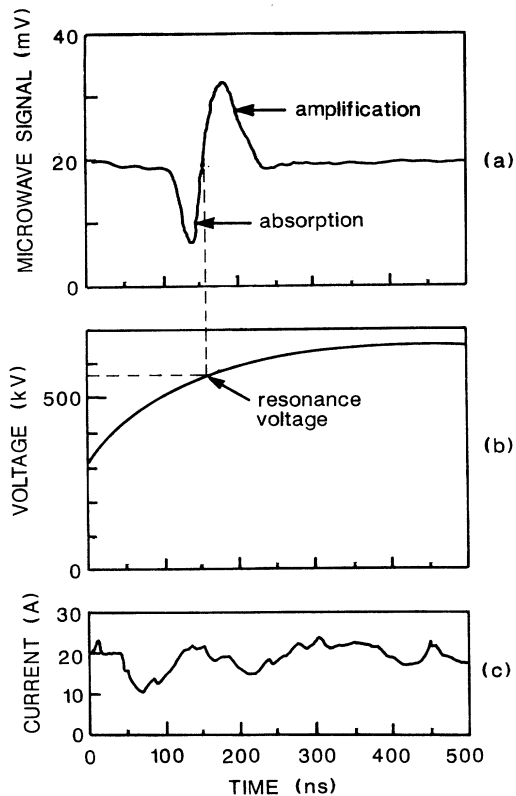 MICROWAVE SIGNAL (mV)
40
20
0
amplification
absorption
(a)
VOLTAGE (kV)
500
0
resonance
voltage
(b)
CURRENT (A)
30
20
10
(c)
0 100 200 300 400 500
TIME (ns)